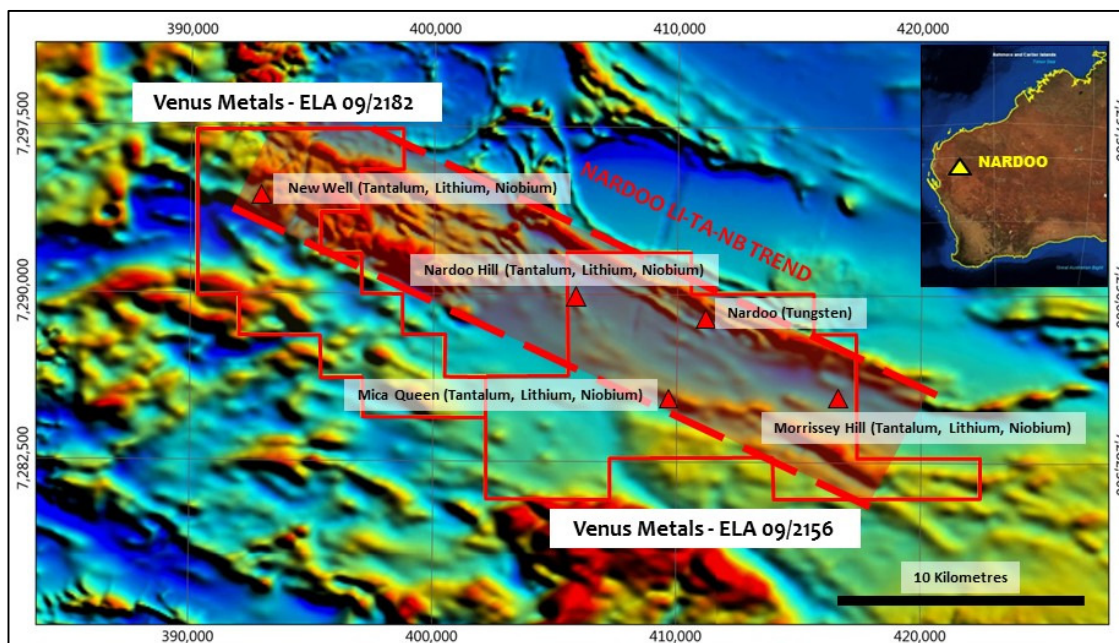 390,000
400,000
410,000
420,000
Venus Metals - ELA 09/2182
7,297,500
NARDOO
New Well (Tantalum, Lithium, Niobium)
NARDOO LI-TA-NB TREND
Nardoo Hill (Tantalum, Lithium, Niobium)
7,290,000
Nardoo (Tungsten)
Mica Queen (Tantalum, Lithium, Niobium)
Morrissey Hill (Tantalum, Lithium, Niobium)
7,282,500
Venus Metals - ELA 09/2156
10 Kilometres
390,000
400,000
410,000
420,000